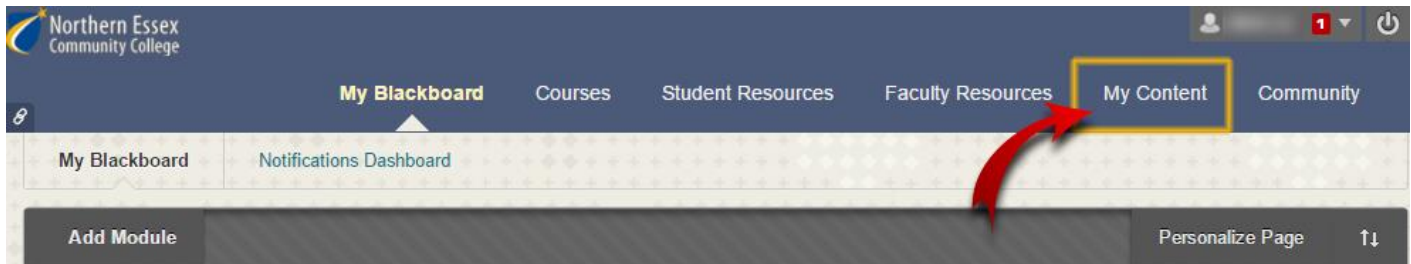 Northern Essex
Community College
1
My Blackboard Courses Student Resources Faculty Resources My Content Community
My Blackboard Notifications Dashboard
Add Module Personalize Page